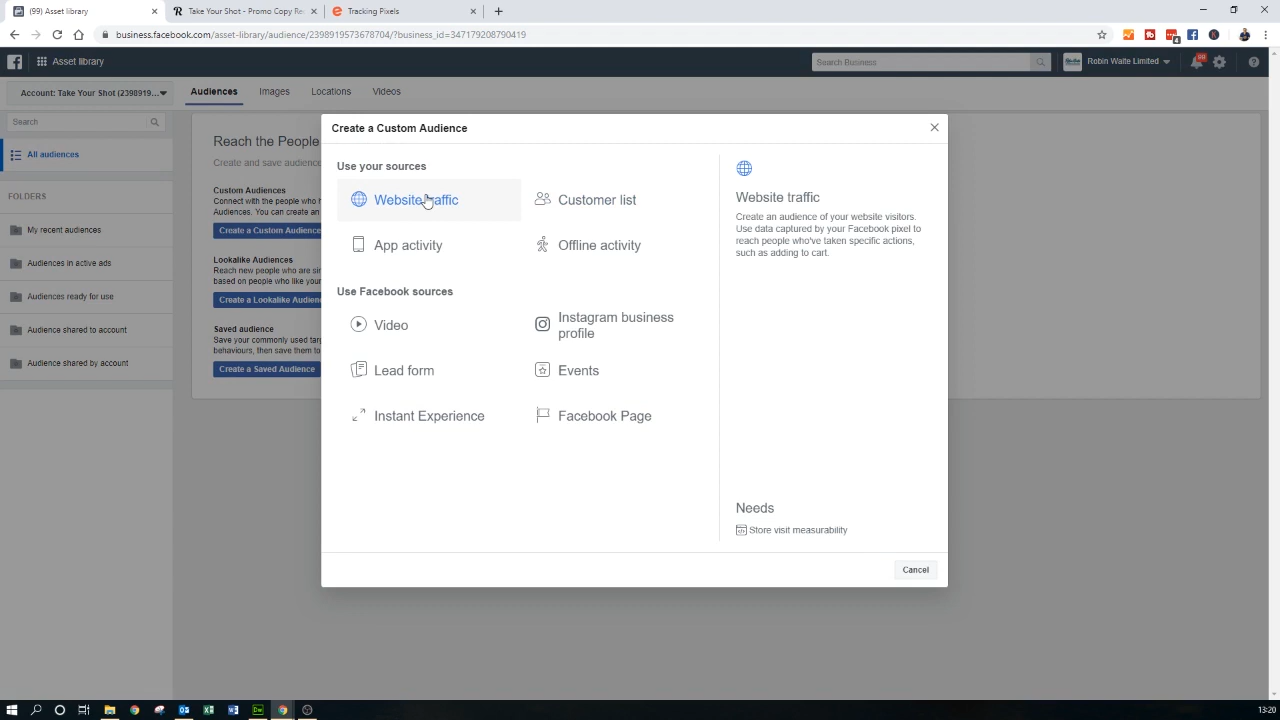 (99) Asset library
Take Your Shot - Promo Copy Re
Tracking Pixels
business.facebook.com/asset-library/audience/2398919573678704/?business_id=347179208790419
Asset library
Search Business
Robin Waite Limited
Account: Take Your Shot (2398919...
Audiences
Images
Locations
Videos
Search
All audiences
FOLDERS
My recent audiences
Audiences in active ads
Audiences ready for use
Audience shared to account
Audience shared by account
Reach the People
Create and save audience
Custom Audiences
Connect with the people who h
Audiences. You can create an
Create a Custom Audience
Lookalike Audiences
Reach new people who are sim
based on people who like your
Create a Lookalike Audience
Saved audience
Save your commonly used targ
behaviours, then save them to
Create a Saved Audience
Create a Custom Audience
Use your sources
Website traffic
Customer list
App activity
Offline activity
Use Facebook sources
Video
Instagram business
profile
Lead form
Events
Instant Experience
Facebook Page
Website traffic
Create an audience of your website visitors.
Use data captured by your Facebook pixel to
reach people who've taken specific actions,
such as adding to cart.
Needs
Store visit measurability
Cancel
13:20